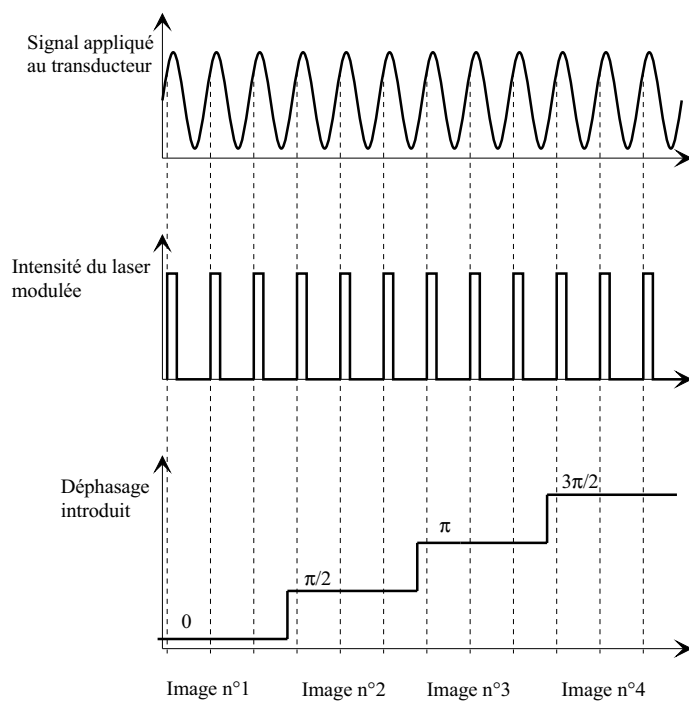 Signal appliqué
au transducteur
Intensité du laser
modulée
Déphasage
introduit
0
π/2
π
3π/2
Image n°1
Image n°2
Image n°3
Image n°4